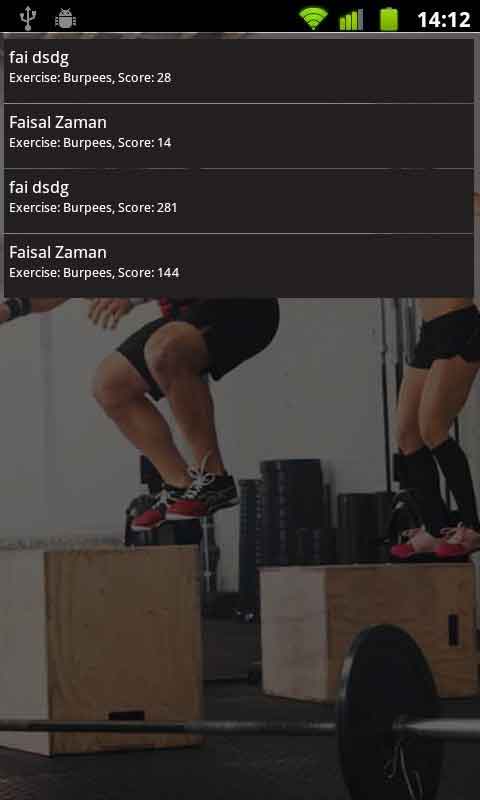 14:12
fai dsdg
Exercise: Burpees, Score: 28
Faisal Zaman
Exercise: Burpees, Score: 14
fai dsdg
Exercise: Burpees, Score: 281
Faisal Zaman
Exercise: Burpees, Score: 144